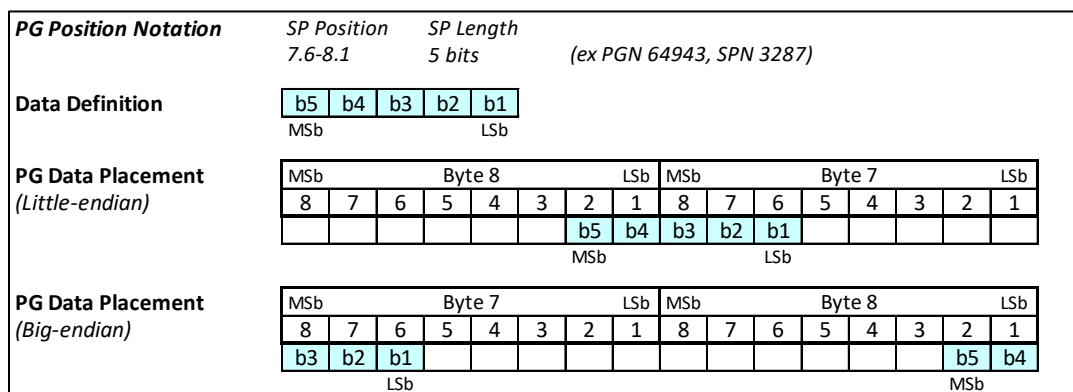 PG Position Notation SP Position SP Length
7.6-8.1 5 bits (ex PGN 64943, SPN 3287)
Data Definition b5 b4 b3 b2 b1
MSb LSb
PG Data Placement MSb Byte 8 LSb MSb Byte 7 LSb
(Little-endian) 8 7 6 5 4 3 2 1 8 7 6 5 4 3 2 1
b5 b4 b3 b2 b1
MSb LSb
PG Data Placement MSb Byte 7 LSb MSb Byte 8 LSb
(Big-endian) 8 7 6 5 4 3 2 1 8 7 6 5 4 3 2 1
b3 b2 b1 b5 b4
LSb MSb